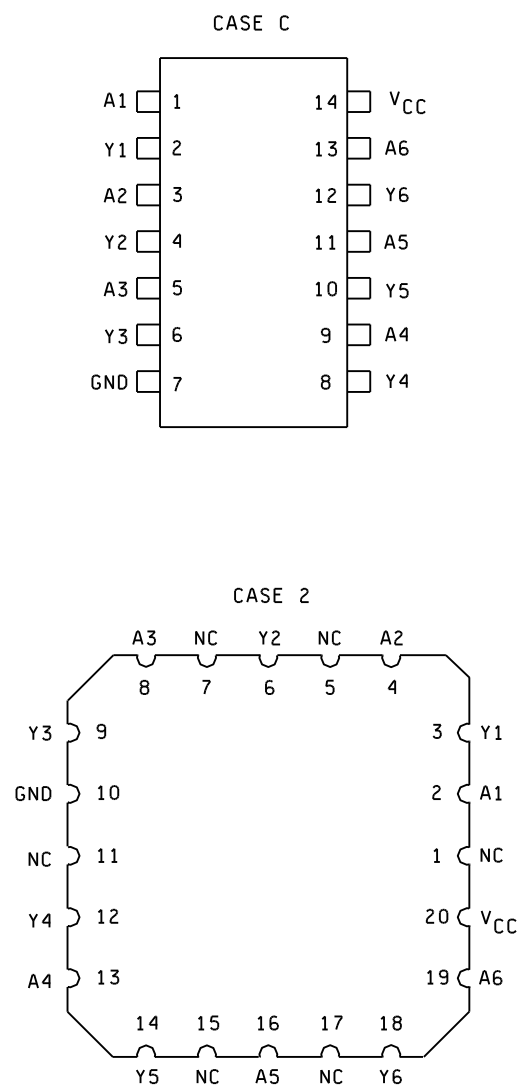 CASE C
A1 1 14 VCC
Y1 2 13 A6
A2 3 12 Y6
Y2 4 11 A5
A3 5 10 Y5
Y3 6 9 A4
GND 7 8 Y4
CASE 2
A3 NC Y2 NC A2
8 7 6 5 4
Y3 9 3 Y1
GND 10 2 A1
NC 11 1 NC
Y4 12 20 VCC
A4 13 19 A6
14 15 16 17 18
Y5 NC A5 NC Y6